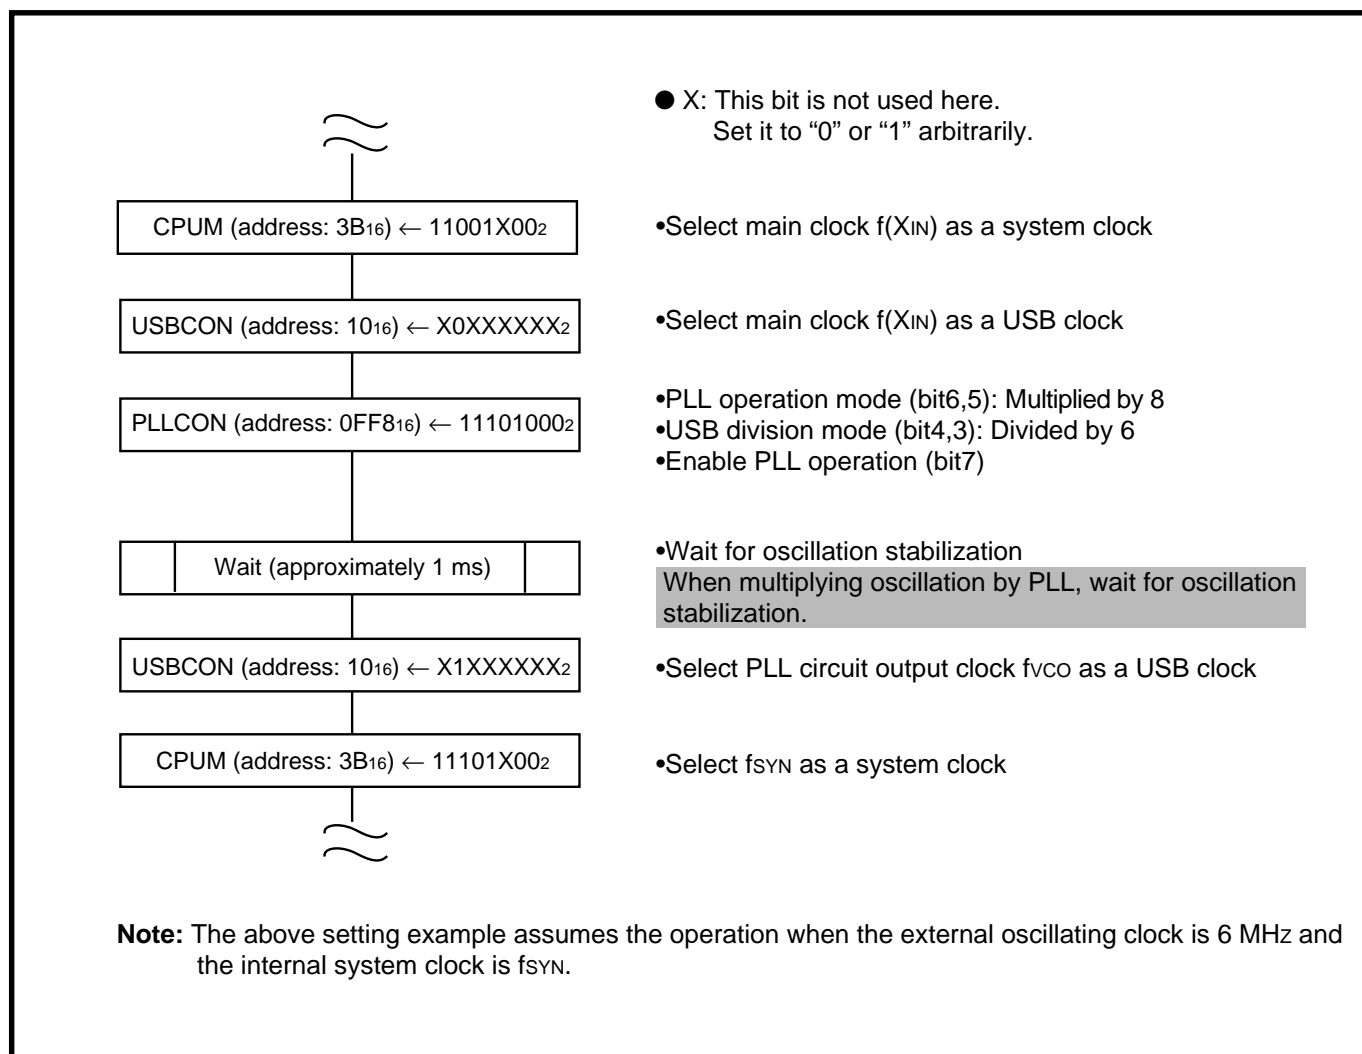 ● X: This bit is not used here.
Set it to “0” or “1” arbitrarily.
CPUM (address: 3B16) ← 11001X002
•Select main clock f(XIN) as a system clock
USBCON (address: 1016) ← X0XXXXXX2
•Select main clock f(XIN) as a USB clock
PLLCON (address: 0FF816) ← 111010002
•PLL operation mode (bit6,5): Multiplied by 8
•USB division mode (bit4,3): Divided by 6
•Enable PLL operation (bit7)
Wait (approximately 1 ms)
•Wait for oscillation stabilization
When multiplying oscillation by PLL, wait for oscillation
stabilization.
USBCON (address: 1016) ← X1XXXXXX2
•Select PLL circuit output clock fVCO as a USB clock
CPUM (address: 3B16) ← 11101X002
•Select fSYN as a system clock
Note: The above setting example assumes the operation when the external oscillating clock is 6 MHz and
the internal system clock is fSYN.